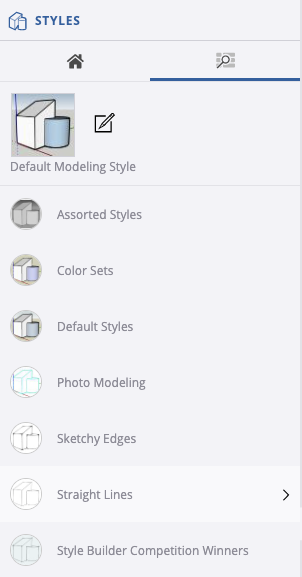 STYLES
Default Modeling Style
Assorted Styles
Color Sets
Default Styles
Photo Modeling
Sketchy Edges
Straight Lines
Style Builder Competition Winners